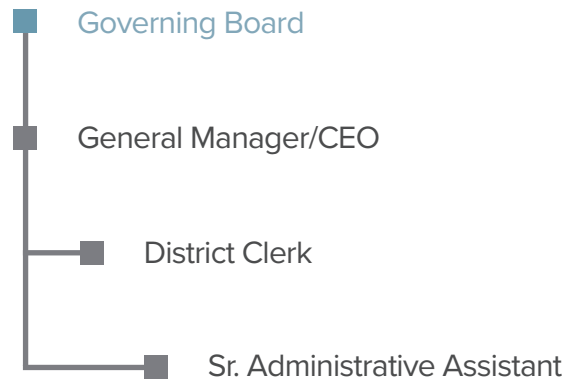 Governing Board
General Manager/CEO
District Clerk
Sr. Administrative Assistant